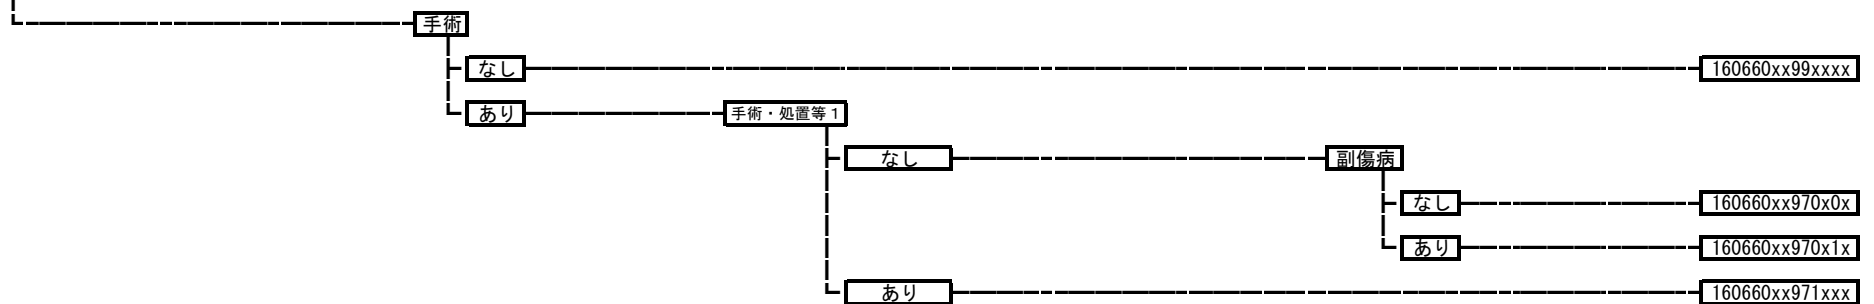 手術
なし 160660xx99xxxx
あり 手術・処置等1
なし 副傷病
なし 160660xx970x0x
あり 160660xx970x1x
あり 160660xx971xxx